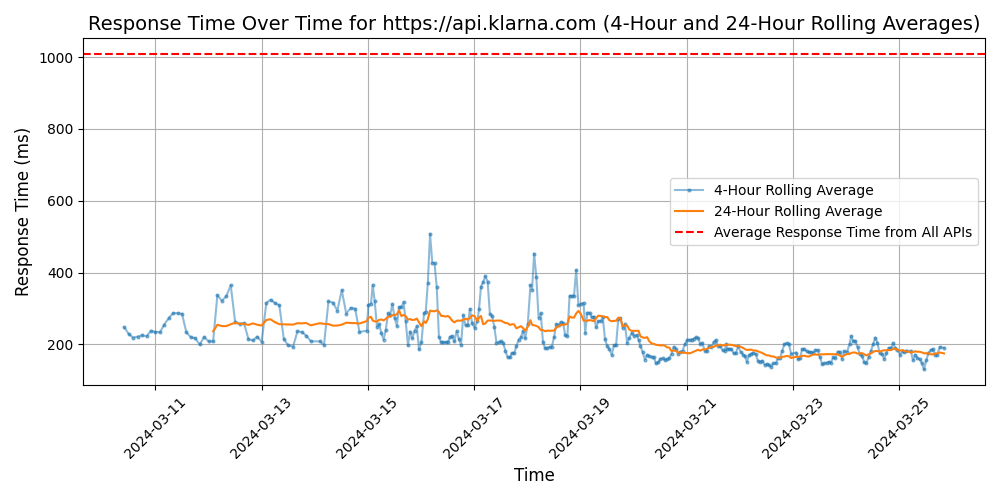 Response Time Over Time for https://api.klarna.com (4-Hour and 24-Hour Rolling Averages)
Response Time (ms)
1000
800
600
400
200
4-Hour Rolling Average
24-Hour Rolling Average
Average Response Time from All APIs
2024-03-11
2024-03-13
2024-03-15
2024-03-17
2024-03-19
2024-03-21
2024-03-23
2024-03-25
Time